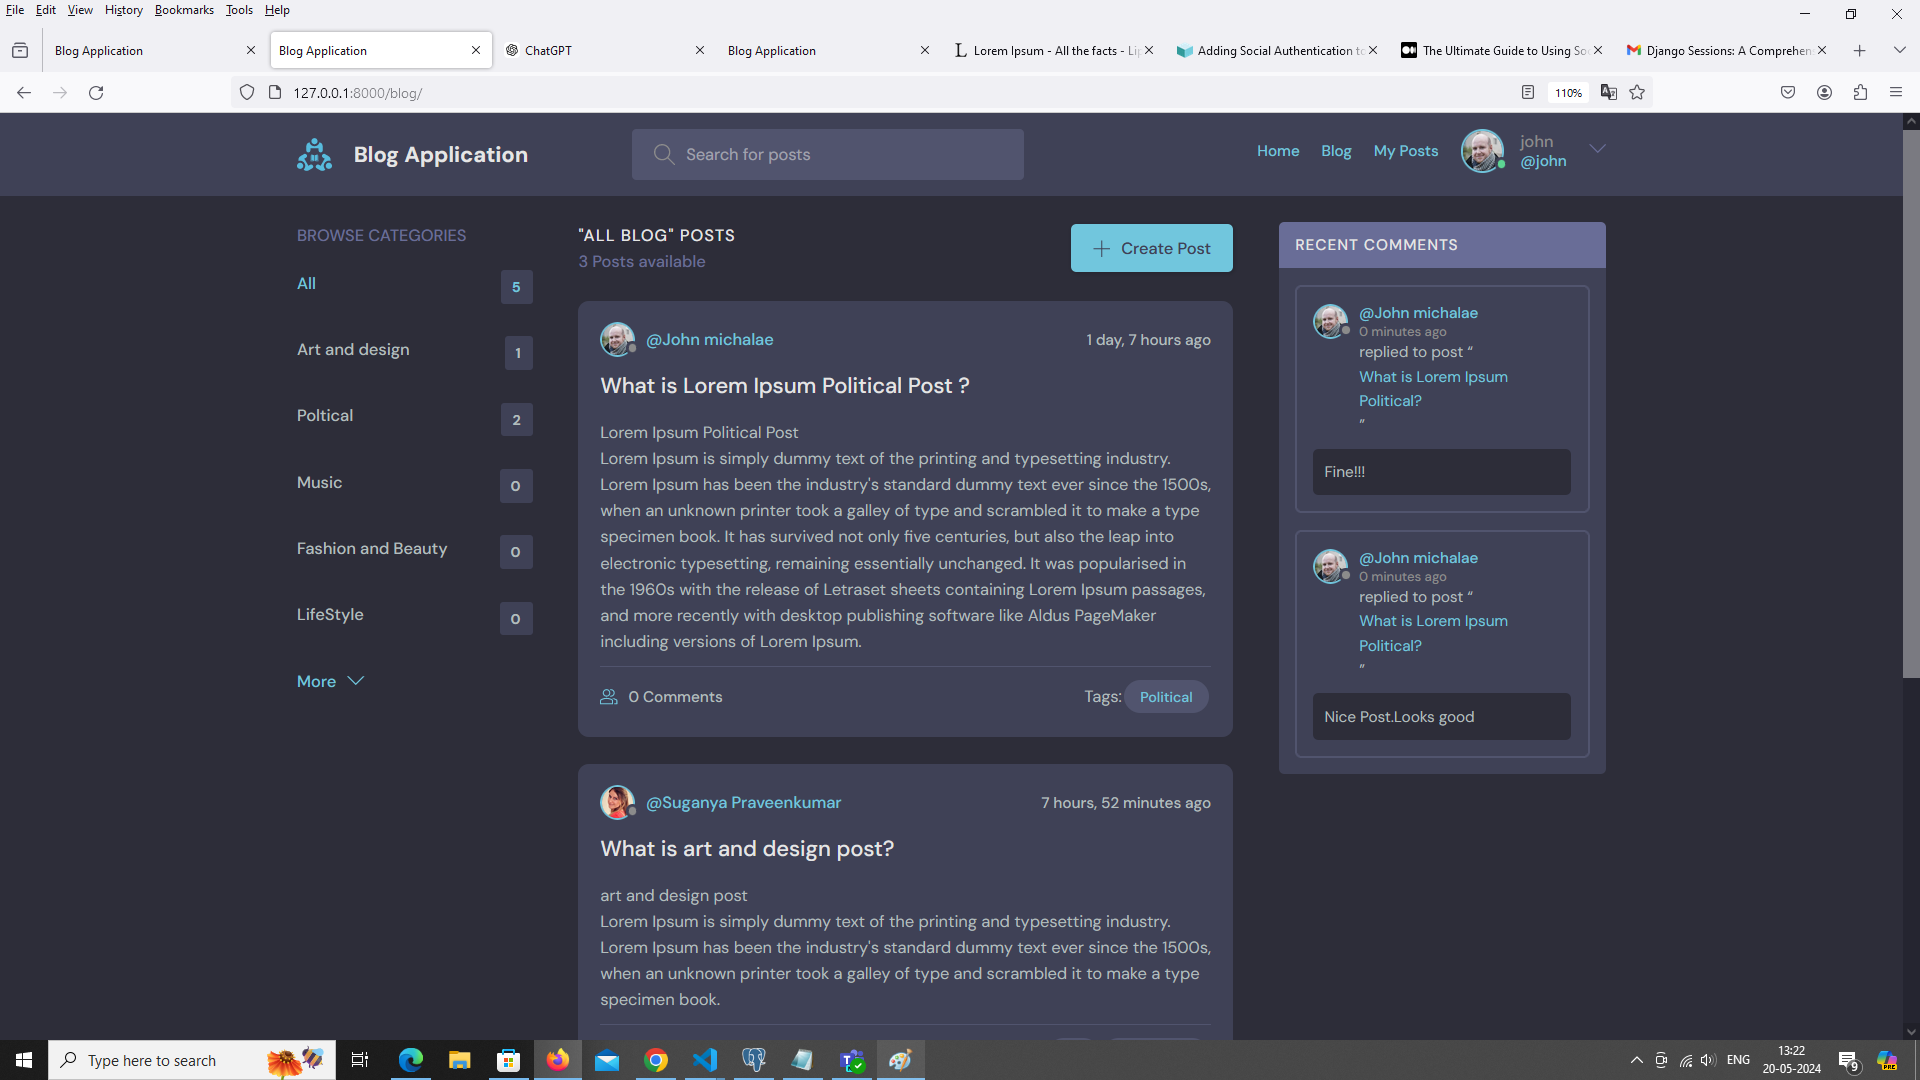 File Edit View History Bookmarks Tools Help
Blog Application
Blog Application
ChatGPT
Blog Application
Lorem Ipsum - All the facts - Li
Adding Social Authentication to
The Ultimate Guide to Using So
Django Sessions: A Comprehen
127.0.0.1:8000/blog/
110%
Blog Application
Search for posts
Home
Blog
My Posts
john
@john
BROWSE CATEGORIES
All
5
Art and design
1
Poltical
2
Music
0
Fashion and Beauty
0
LifeStyle
0
More
"ALL BLOG" POSTS
3 Posts available
Create Post
@John michalae
1 day, 7 hours ago
What is Lorem Ipsum Political Post ?
Lorem Ipsum Political Post
Lorem Ipsum is simply dummy text of the printing and typesetting industry.
Lorem Ipsum has been the industry's standard dummy text ever since the 1500s,
when an unknown printer took a galley of type and scrambled it to make a type
specimen book. It has survived not only five centuries, but also the leap into
electronic typesetting, remaining essentially unchanged. It was popularised in
the 1960s with the release of Letraset sheets containing Lorem Ipsum passages,
and more recently with desktop publishing software like Aldus PageMaker
including versions of Lorem Ipsum.
0 Comments
Tags: Political
@Suganya Praveenkumar
7 hours, 52 minutes ago
What is art and design post?
art and design post
Lorem Ipsum is simply dummy text of the printing and typesetting industry.
Lorem Ipsum has been the industry's standard dummy text ever since the 1500s,
when an unknown printer took a galley of type and scrambled it to make a type
specimen book.
RECENT COMMENTS
@John michalae
0 minutes ago
replied to post “
What is Lorem Ipsum
Political?
”
Fine!!!
@John michalae
0 minutes ago
replied to post “
What is Lorem Ipsum
Political?
”
Nice Post.Looks good
Type here to search
ENG
13:22
20-05-2024
9
PRE